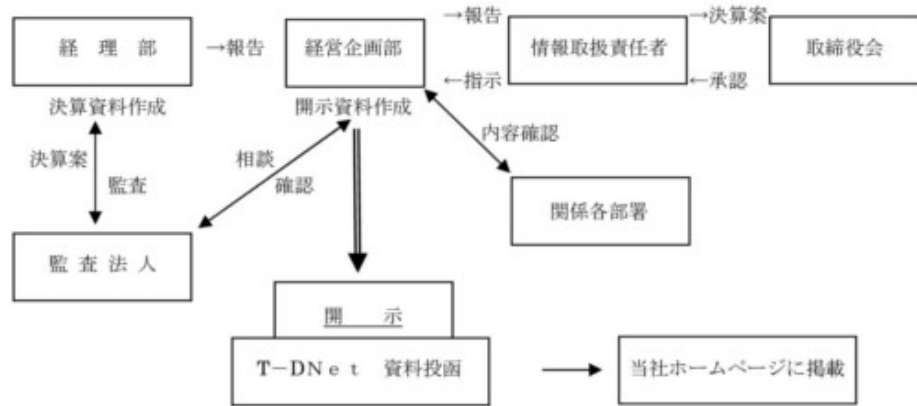 →報告
→決算案
経　理　部
→報告
経営企画部
情報取扱責任者
取締役会
←指示
←承認
決算資料作成
開示資料作成
内容確認
決算案
相談
監査
確認
関係各部署
監 査 法 人
開　　示
T－DNｅｔ　資料投函
当社ホームページに掲載